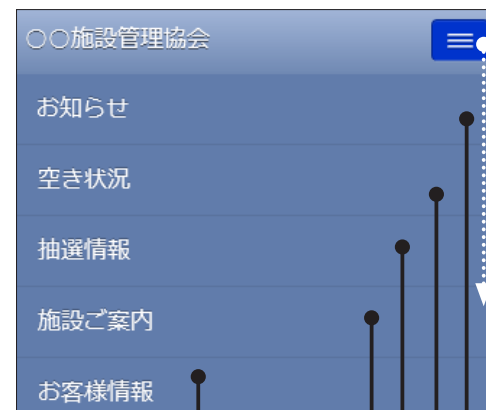 ○○施設管理協会
お知らせ
空き状況
抽選情報
施設ご案内
お客様情報